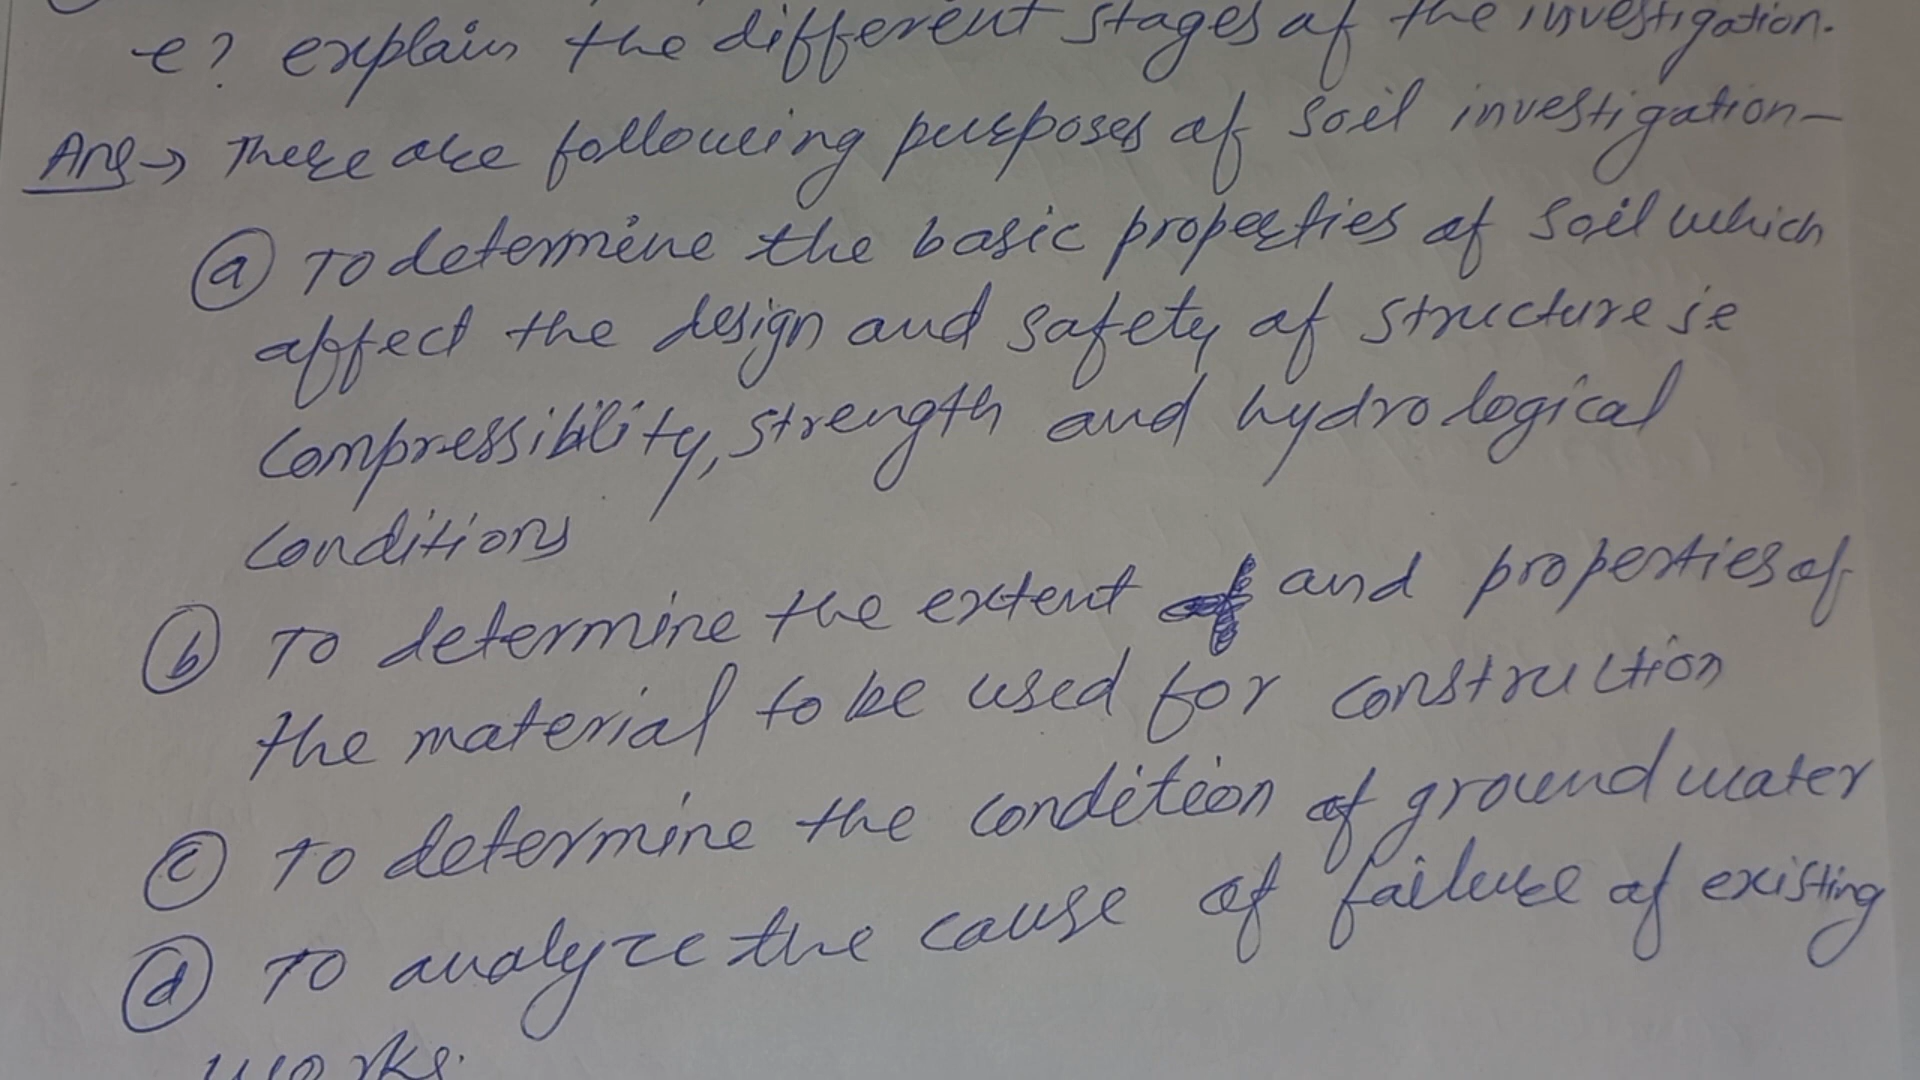 e? explain the different stages of the investigation.
Ans→ There are following purposes of soil investigation-
ⓐ To determine the basic properties of soil which
affect the design and safety of structure i.e
compressibility, strength and hydrological
conditions
ⓑ To determine the extent and properties of
the material to be used for construction
ⓒ To determine the condition of ground water
ⓓ To analyze the cause of failure of existing
works.